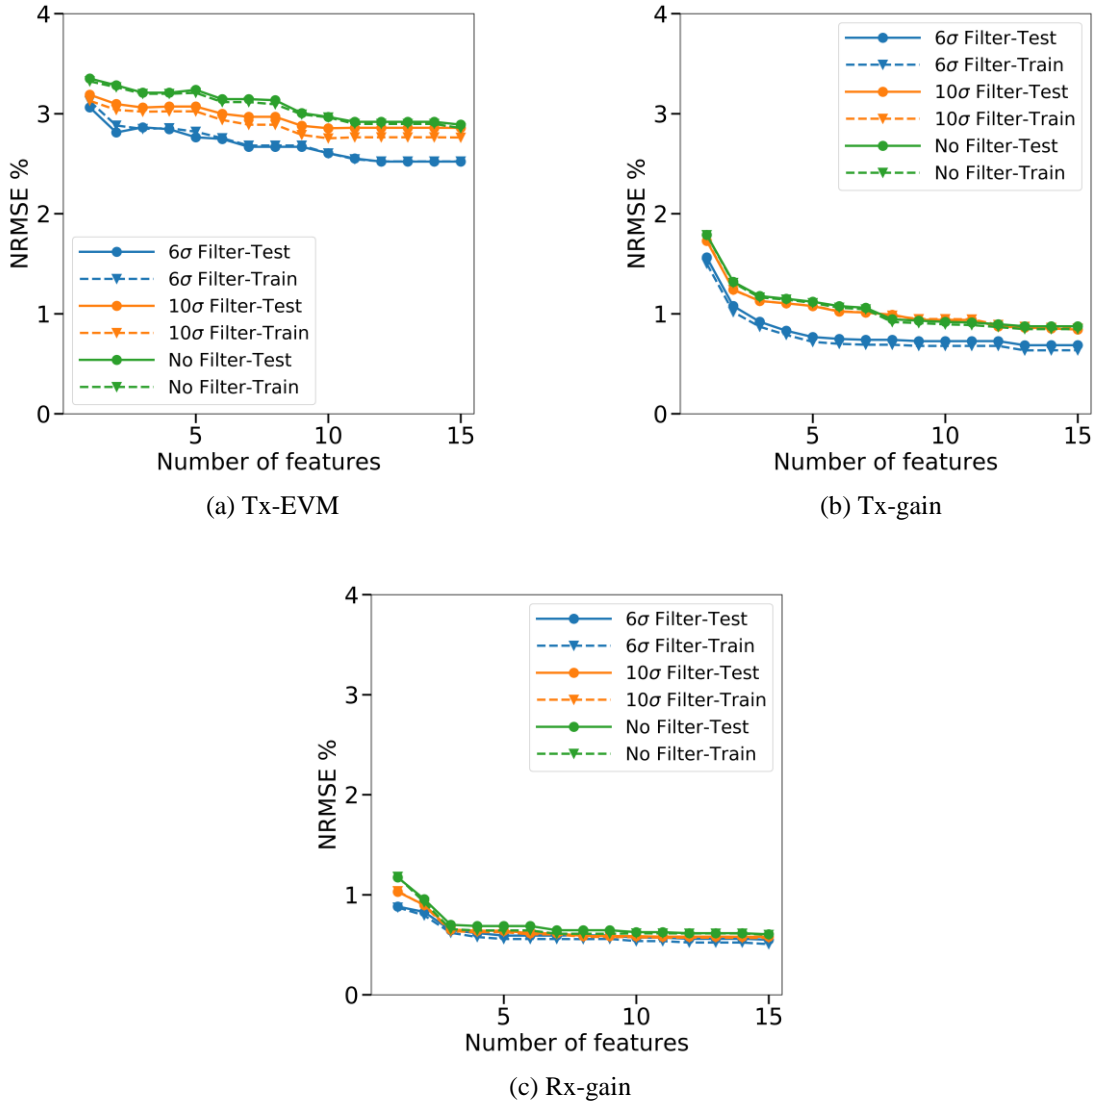 4
3
2
1
0
NRMSE %
6σ Filter-Test
6σ Filter-Train
10σ Filter-Test
10σ Filter-Train
No Filter-Test
No Filter-Train
5 10 15
Number of features
(a) Tx-EVM
4
3
2
1
0
NRMSE %
6σ Filter-Test
6σ Filter-Train
10σ Filter-Test
10σ Filter-Train
No Filter-Test
No Filter-Train
5 10 15
Number of features
(b) Tx-gain
4
3
2
1
0
NRMSE %
6σ Filter-Test
6σ Filter-Train
10σ Filter-Test
10σ Filter-Train
No Filter-Test
No Filter-Train
5 10 15
Number of features
(c) Rx-gain